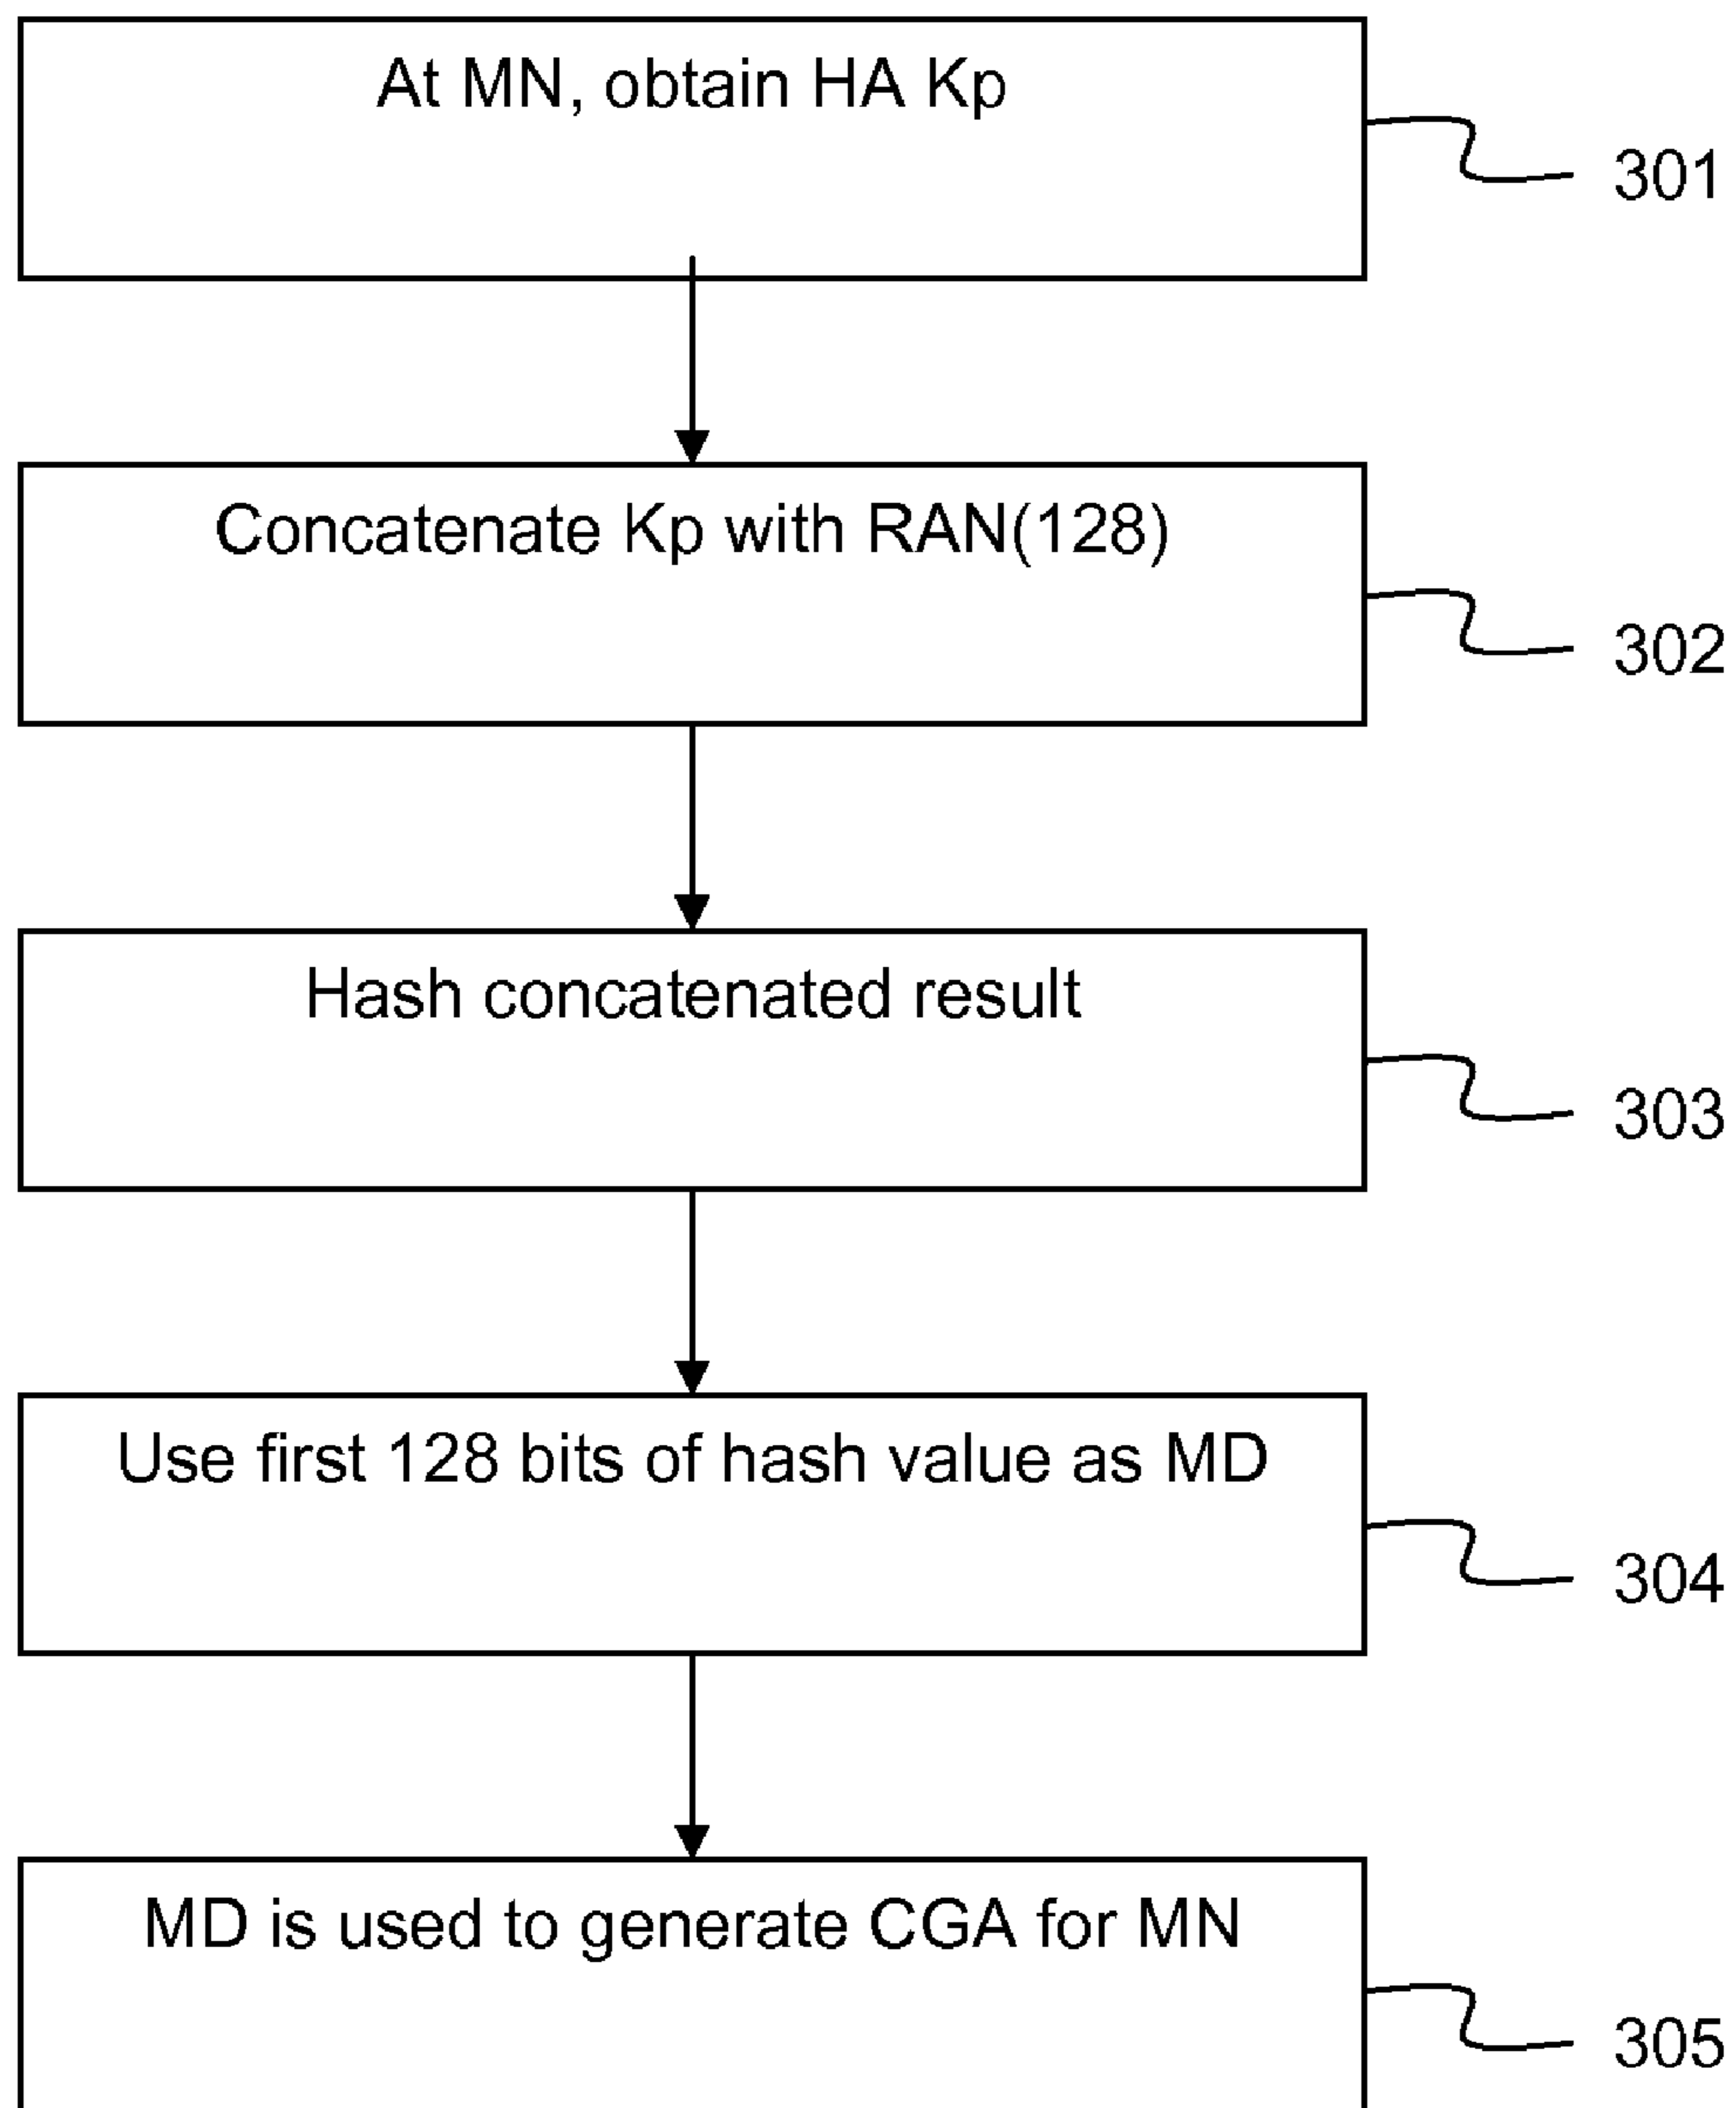 At MN, obtain HA Kp
301
Concatenate Kp with RAN(128)
302
Hash concatenated result
303
Use first 128 bits of hash value as MD
304
MD is used to generate CGA for MN
305